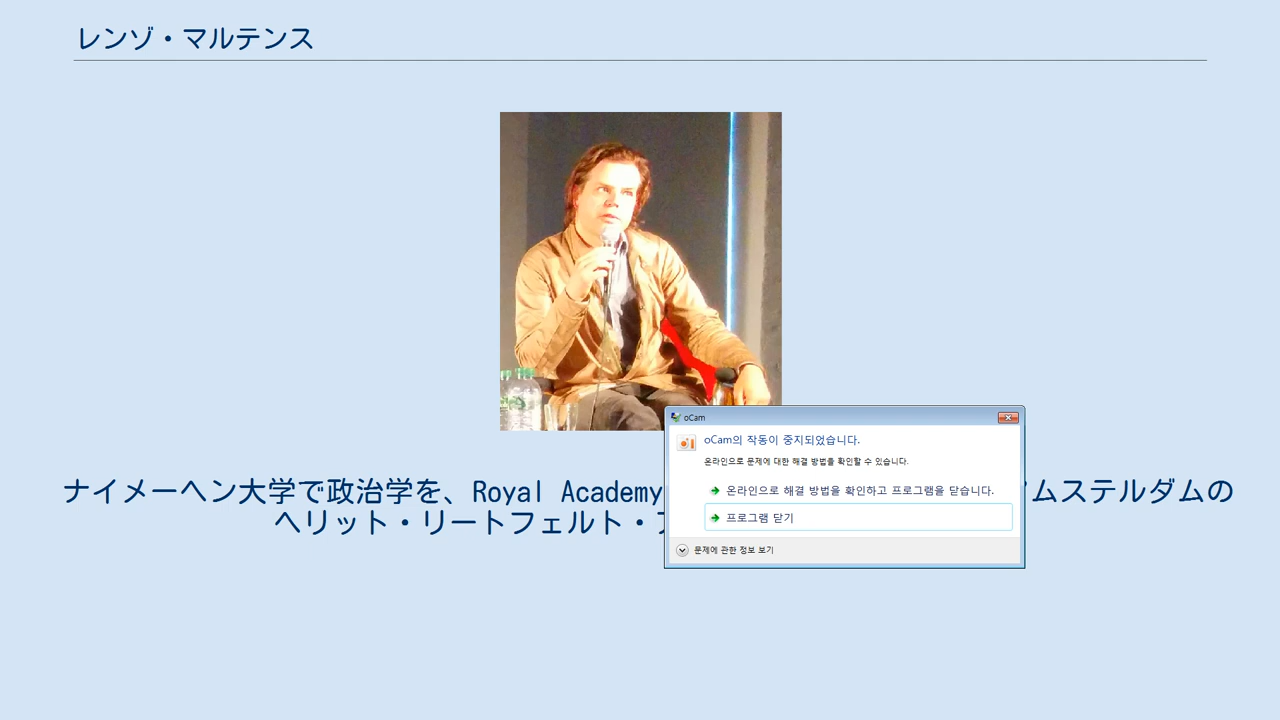 レンゾ・マルテンス
ナイメーヘン大学で政治学を、Royal Academy
ムステルダムの
ヘリット・リートフェルト・
oCam
oCam의 작동이 중지되었습니다.
온라인으로 문제에 대한 해결 방법을 확인할 수 있습니다.
온라인으로 해결 방법을 확인하고 프로그램을 닫습니다.
프로그램 닫기
문제에 관한 정보 보기